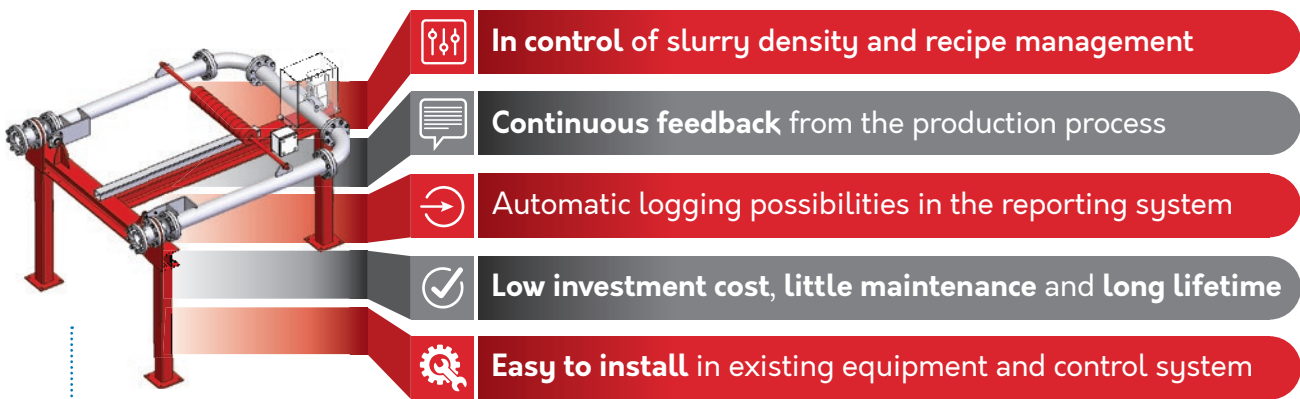 In control of slurry density and recipe management
Continuous feedback from the production process
Automatic logging possibilities in the reporting system
Low investment cost, little maintenance and long lifetime
Easy to install in existing equipment and control system